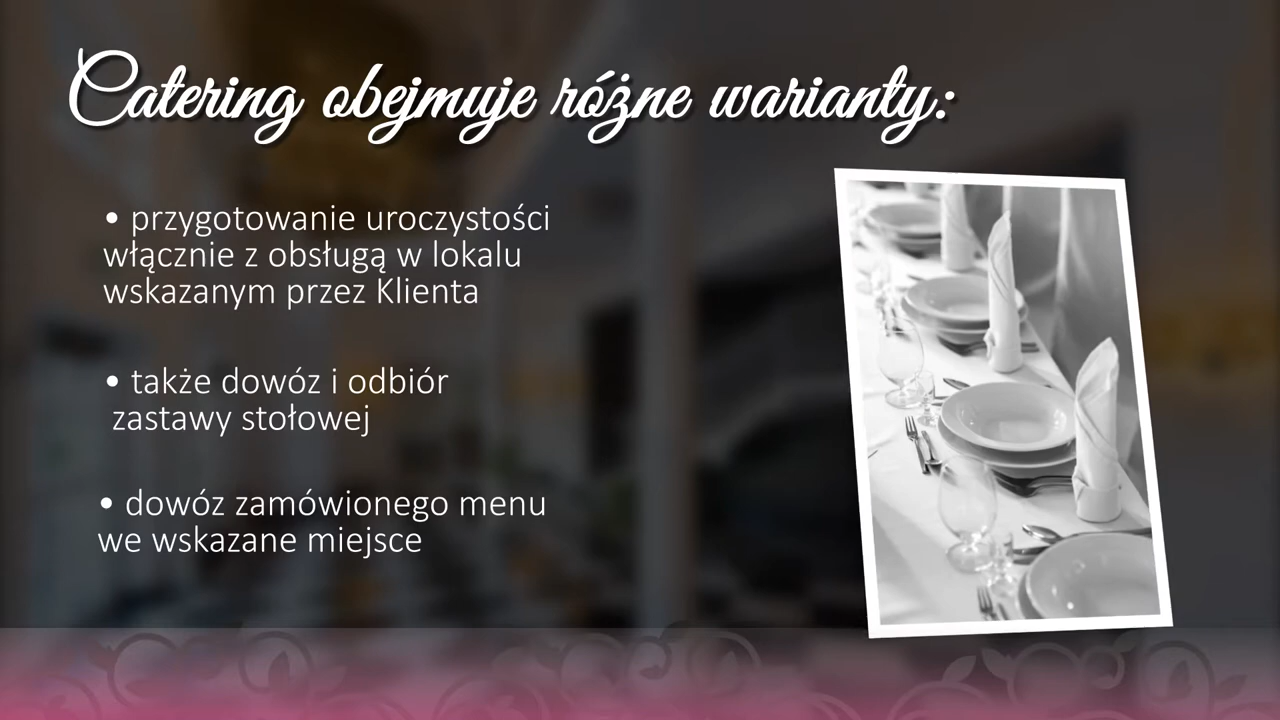 Catering obejmuje różne warianty:
• przygotowanie uroczystości
włącznie z obsługą w lokalu
wskazanym przez Klienta
• także dowóz i odbiór
zastawy stołowej
• dowóz zamówionego menu
we wskazane miejsce